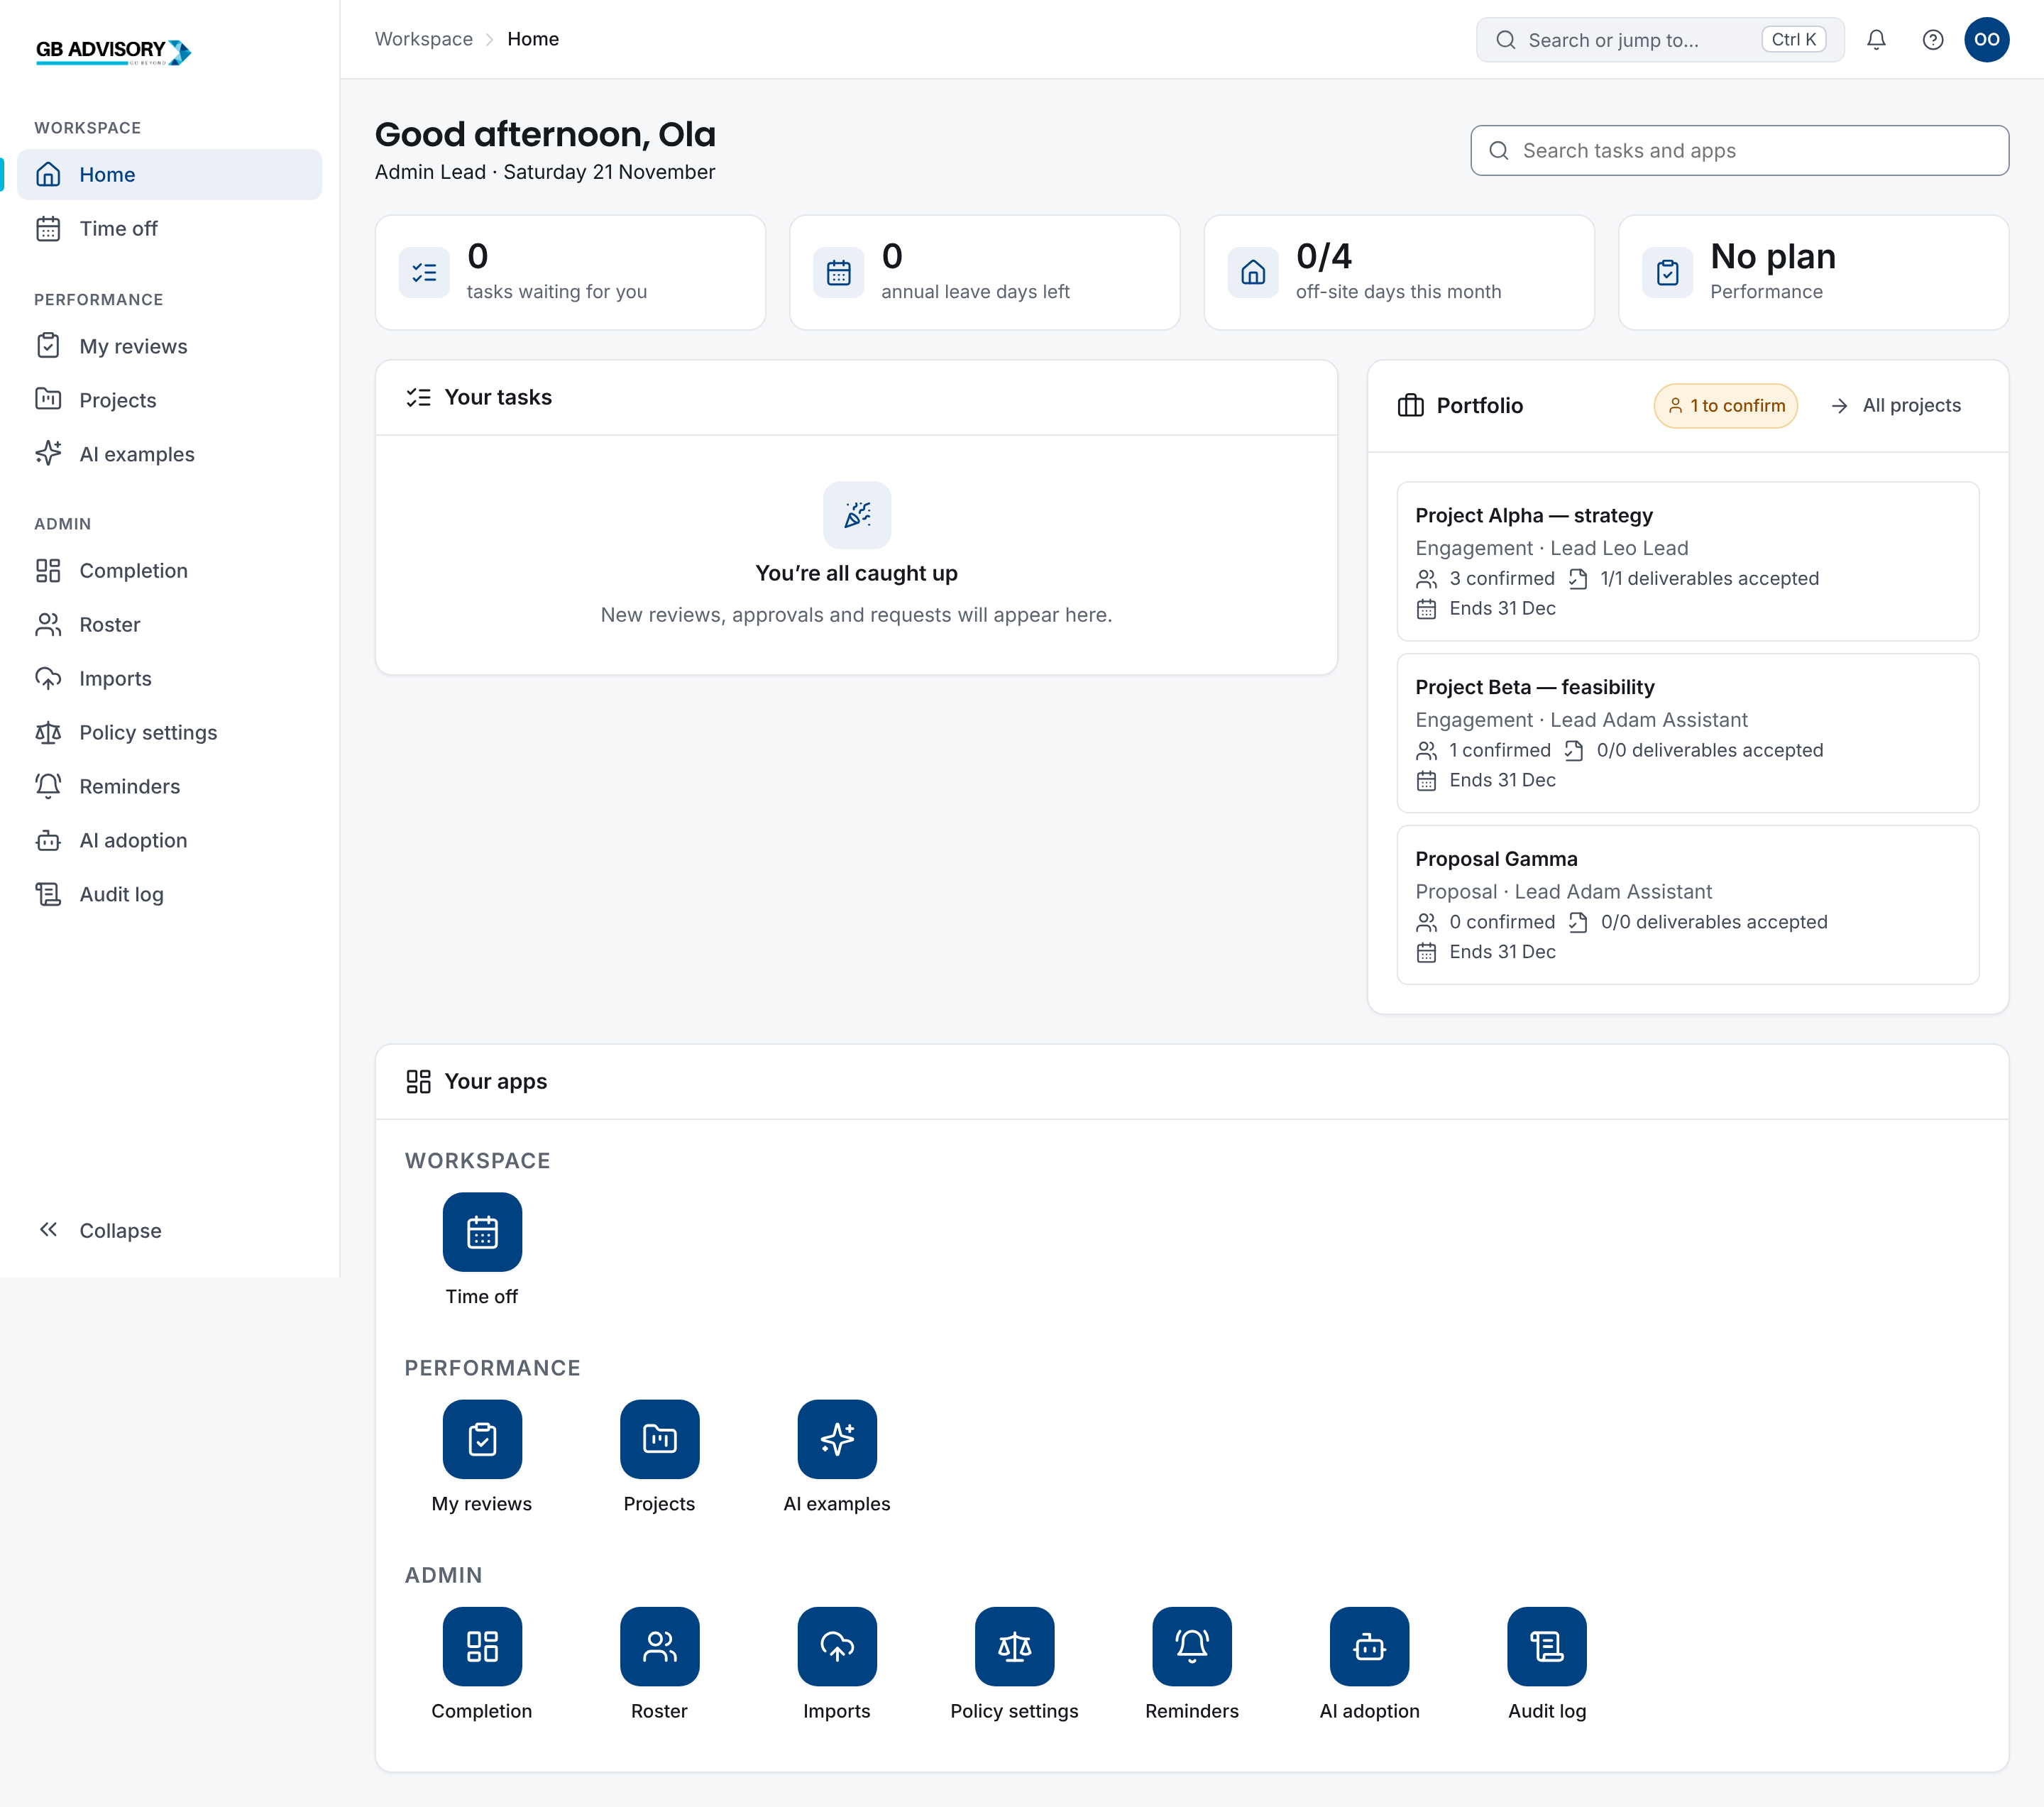 GB ADVISORY
GO BEYOND
WORKSPACE
Home
Time off
PERFORMANCE
My reviews
Projects
AI examples
ADMIN
Completion
Roster
Imports
Policy settings
Reminders
AI adoption
Audit log
Collapse
Workspace Home
Search or jump to... Ctrl K
OO
Good afternoon, Ola
Admin Lead · Saturday 21 November
Search tasks and apps
0
tasks waiting for you
0
annual leave days left
0/4
off-site days this month
No plan
Performance
Your tasks
You’re all caught up
New reviews, approvals and requests will appear here.
Portfolio
1 to confirm
All projects
Project Alpha — strategy
Engagement · Lead Leo Lead
3 confirmed 1/1 deliverables accepted
Ends 31 Dec
Project Beta — feasibility
Engagement · Lead Adam Assistant
1 confirmed 0/0 deliverables accepted
Ends 31 Dec
Proposal Gamma
Proposal · Lead Adam Assistant
0 confirmed 0/0 deliverables accepted
Ends 31 Dec
Your apps
WORKSPACE
Time off
PERFORMANCE
My reviews
Projects
AI examples
ADMIN
Completion
Roster
Imports
Policy settings
Reminders
AI adoption
Audit log